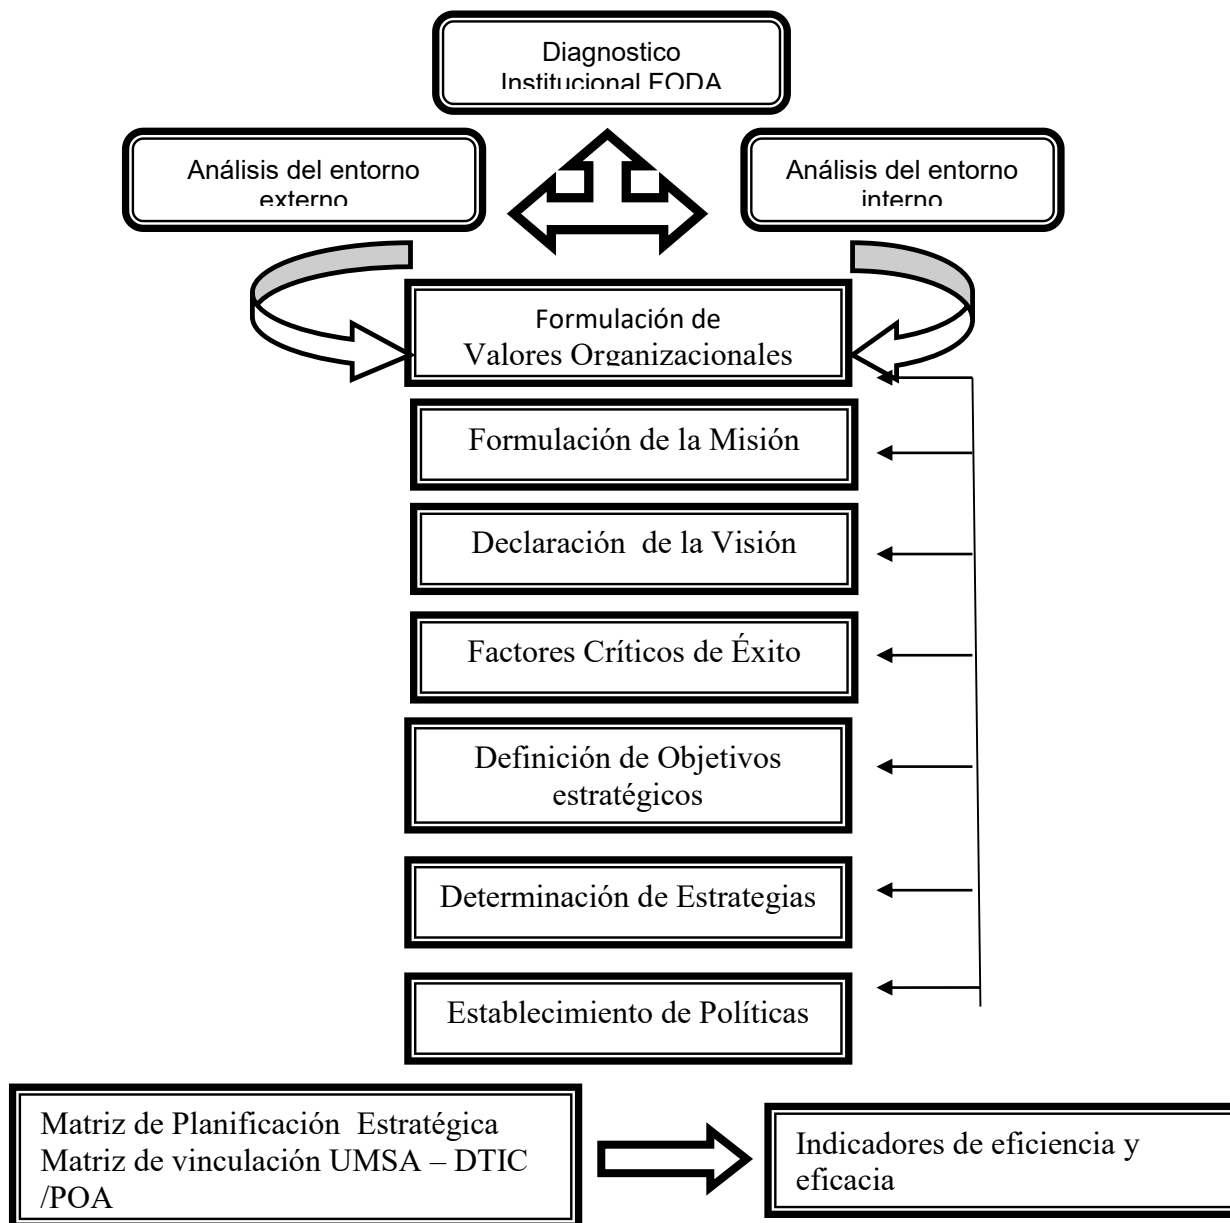 Diagnostico
Institucional FODA
Análisis del entorno
externo
Análisis del entorno
interno
Formulación de
Valores Organizacionales
Formulación de la Misión
Declaración  de la Visión
Factores Críticos de Éxito
Definición de Objetivos
estratégicos
Determinación de Estrategias
Establecimiento de Políticas
Matriz de Planificación  Estratégica
Matriz de vinculación UMSA – DTIC
/POA
Indicadores de eficiencia y
eficacia